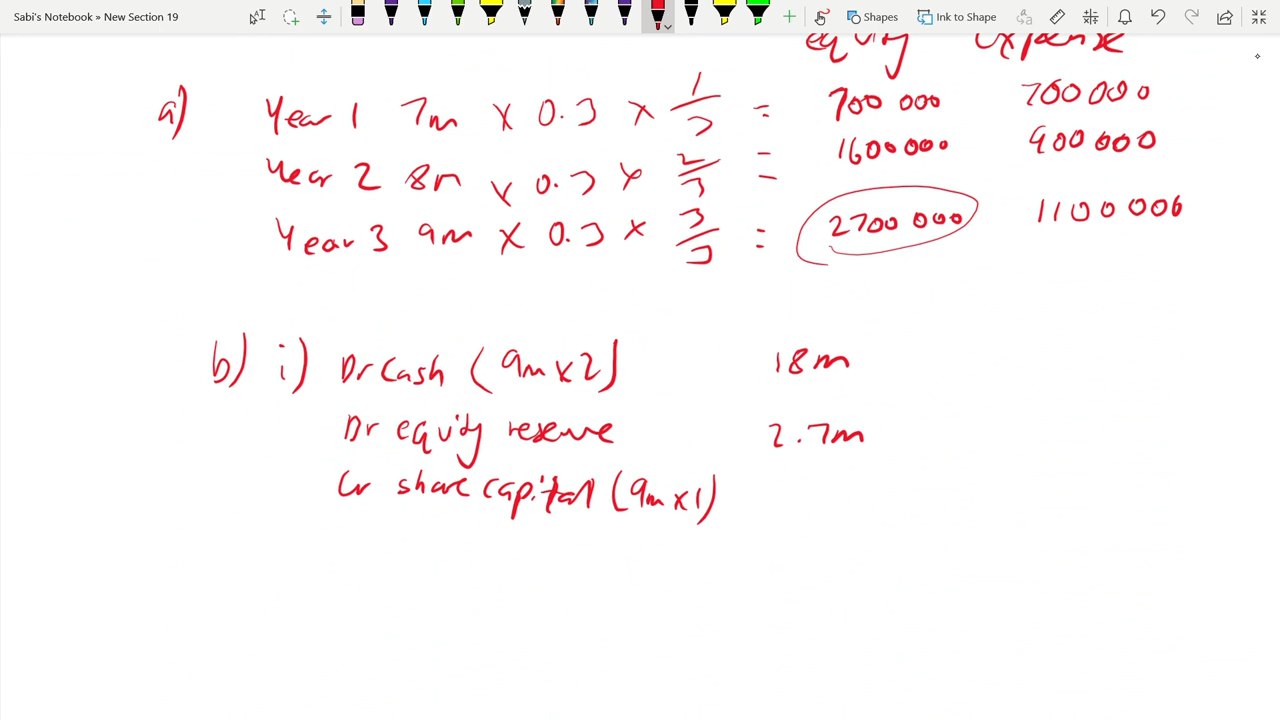 Sabi's Notebook » New Section 19
Shapes
Ink to Shape
equity expense
a) Year 1 7m x 0.3 x 1/3 = 700 000 700 000
Year 2 8m x 0.3 x 2/3 = 1600 000 900 000
Year 3 9m x 0.3 x 3/3 = 2700 000 1100 000
b) i) Dr Cash (9m x 2) 18m
Dr equity reserve 2.7m
Cr share capital (9m x 1)